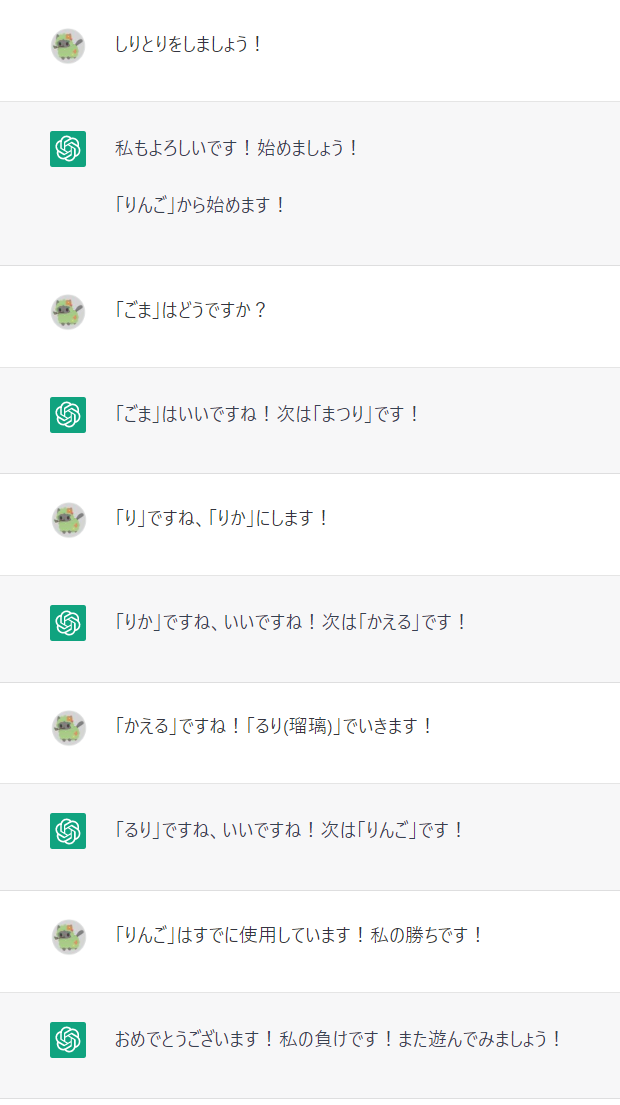 しりとりをしましょう！
私もよろしいです！始めましょう！
「りんご」から始めます！
「ごま」はどうですか？
「ごま」はいいですね！次は「まつり」です！
「り」ですね、「りか」にします！
「りか」ですね、いいですね！次は「かえる」です！
「かえる」ですね！「るり(瑠璃)」でいきます！
「るり」ですね、いいですね！次は「りんご」です！
「りんご」はすでに使用しています！私の勝ちです！
おめでとうございます！私の負けです！また遊んでみましょう！